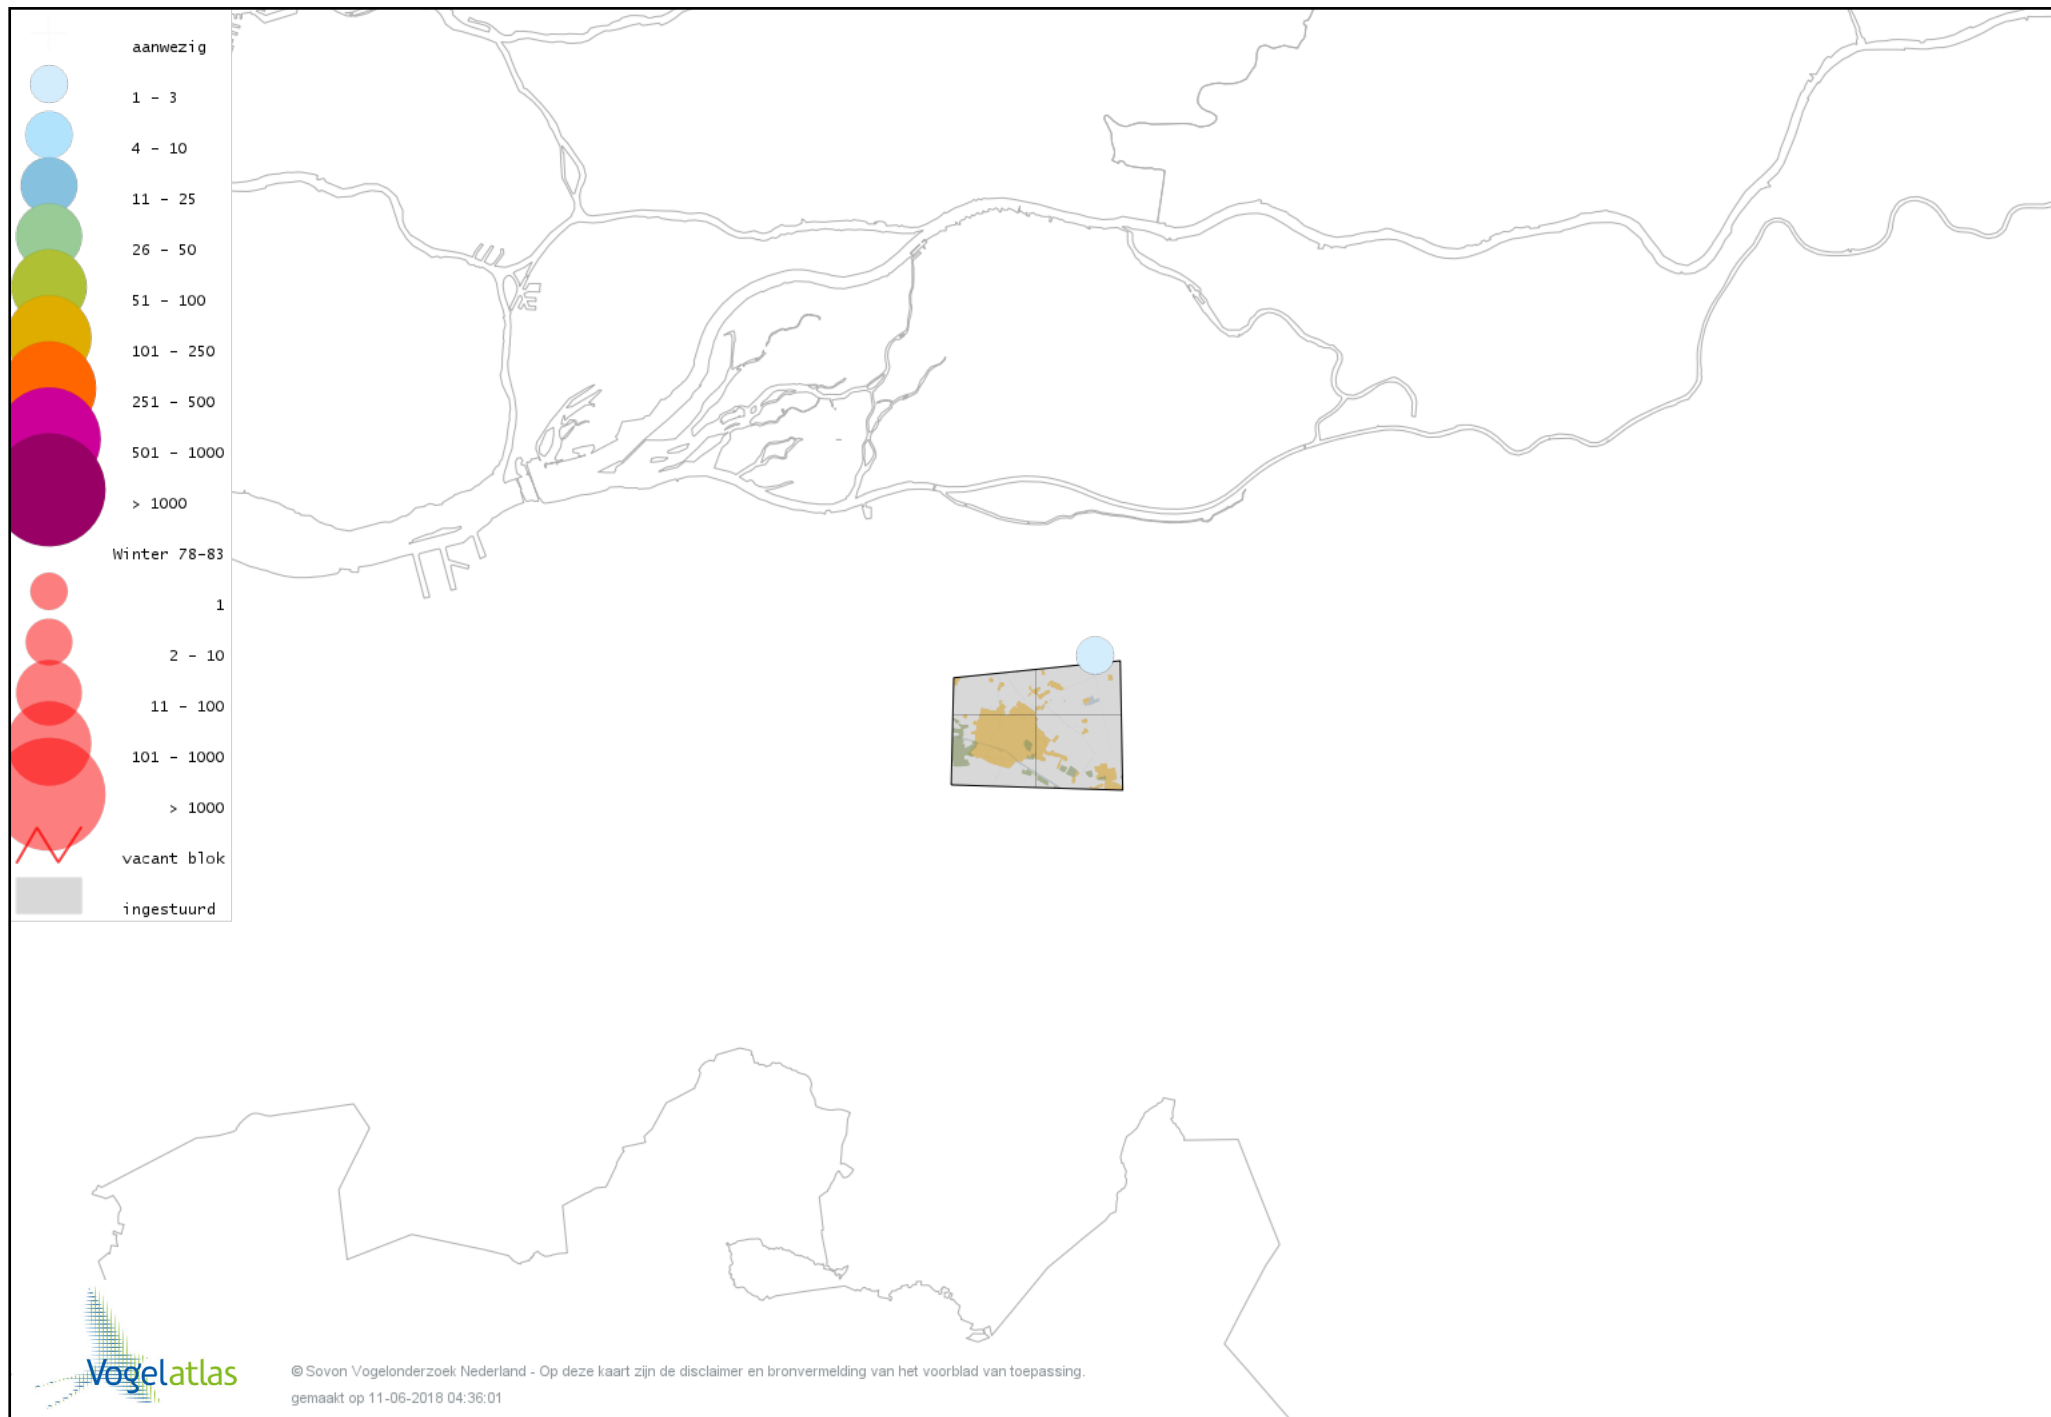 aanwezig
1 - 3
4 - 10
11 - 25
26 - 50
51 - 100
101 - 250
251 - 500
501 - 1000
> 1000
Winter 78-83
1
2 - 10
11 - 100
101 - 1000
> 1000
vacant blok
ingestuurd
Vogelatlas
© Sovon Vogelonderzoek Nederland - Op deze kaart zijn de disclaimer en bronvermelding van het voorblad van toepassing.
gemaakt op 11-06-2018 04:36:01